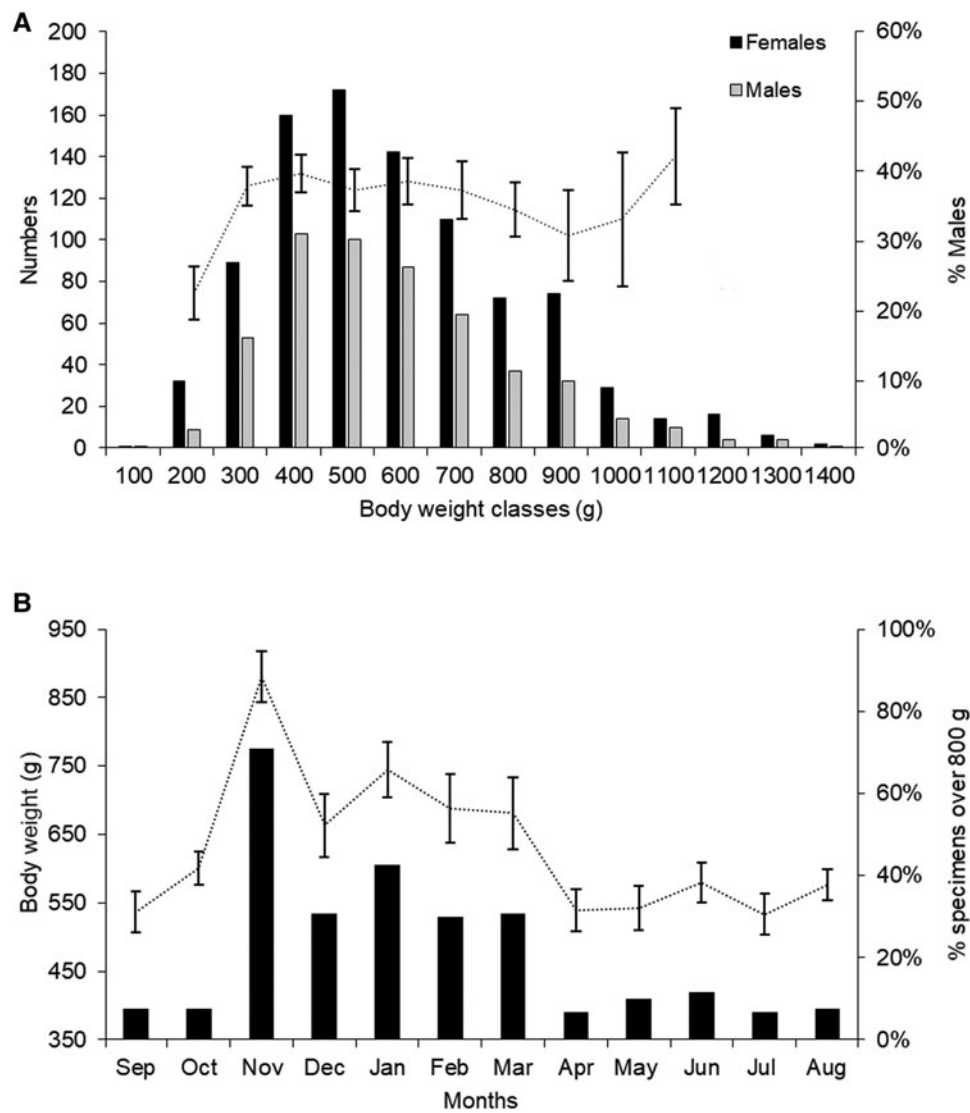 A
200
180
160
140
120
100
80
60
40
20
0
Numbers
60%
50%
40%
30%
20%
10%
0%
% Males
Females
Males
100 200 300 400 500 600 700 800 900 1000 1100 1200 1300 1400
Body weight classes (g)
B
950
850
750
650
550
450
350
Body weight (g)
100%
80%
60%
40%
20%
0%
% specimens over 800 g
Sep Oct Nov Dec Jan Feb Mar Apr May Jun Jul Aug
Months